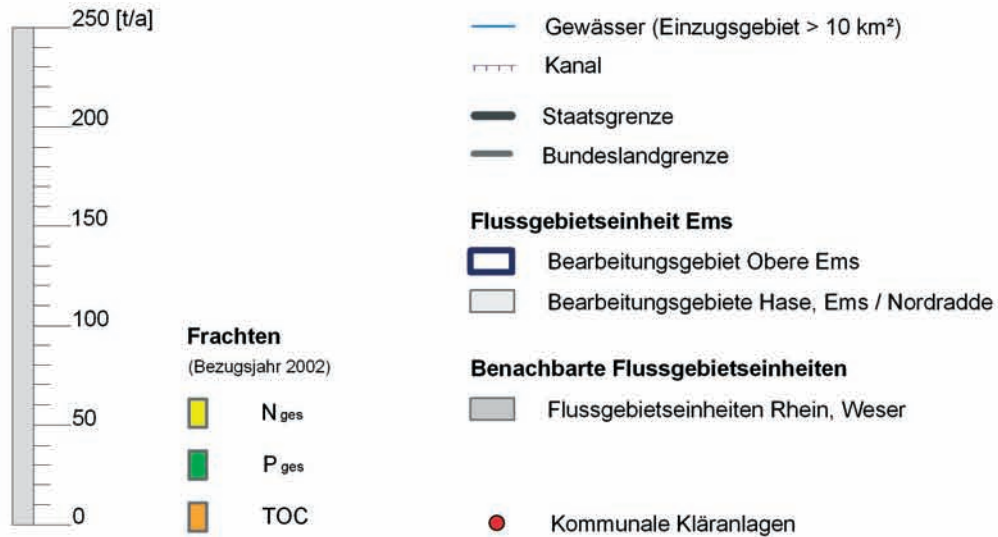 250 [t/a]
200
150
100
50
0
Frachten
(Bezugsjahr 2002)
N ges
P ges
TOC
Gewässer (Einzugsgebiet > 10 km²)
Kanal
Staatsgrenze
Bundeslandgrenze
Flussgebietseinheit Ems
Bearbeitungsgebiet Obere Ems
Bearbeitungsgebiete Hase, Ems / Nordradde
Benachbarte Flussgebietseinheiten
Flussgebietseinheiten Rhein, Weser
Kommunale Kläranlagen